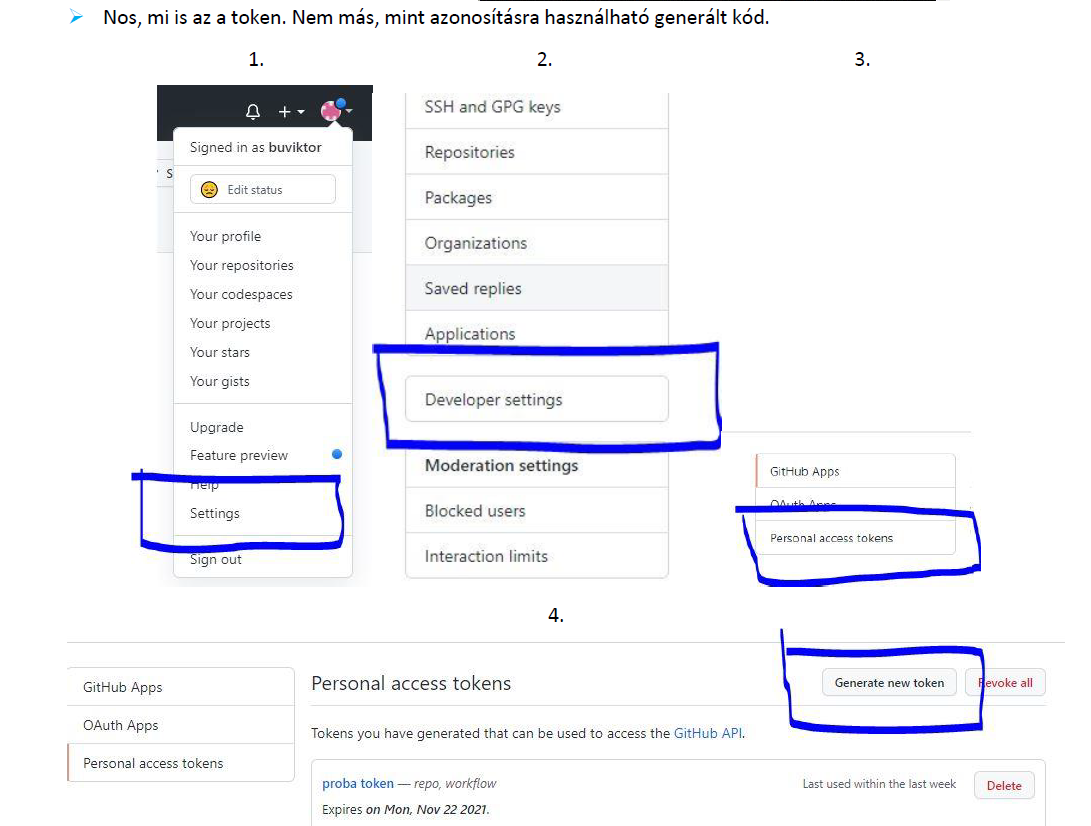 Nos, mi is az a token. Nem más, mint azonosításra használható generált kód.
1.
Signed in as buviktor
S
Edit status
Your profile
Your repositories
Your codespaces
Your projects
Your stars
Your gists
Upgrade
Feature preview
Help
Settings
Sign out
2.
SSH and GPG keys
Repositories
Packages
Organizations
Saved replies
Applications
Developer settings
Moderation settings
Blocked users
Interaction limits
3.
GitHub Apps
OAuth Apps
Personal access tokens
4.
GitHub Apps
OAuth Apps
Personal access tokens
Personal access tokens
Generate new token
Revoke all
Tokens you have generated that can be used to access the GitHub API.
proba token — repo, workflow
Last used within the last week
Delete
Expires on Mon, Nov 22 2021.